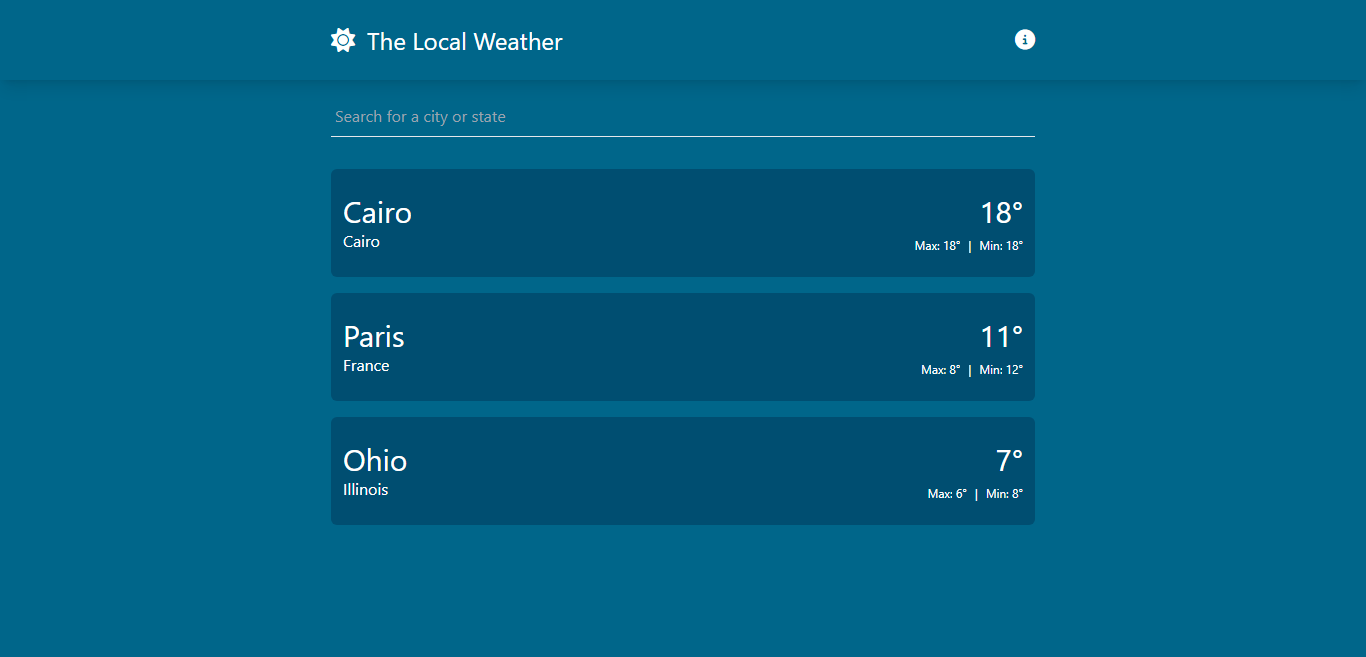 The Local Weather
Search for a city or state
Cairo
18°
Cairo
Max: 18° | Min: 18°
Paris
11°
France
Max: 8° | Min: 12°
Ohio
7°
Illinois
Max: 6° | Min: 8°